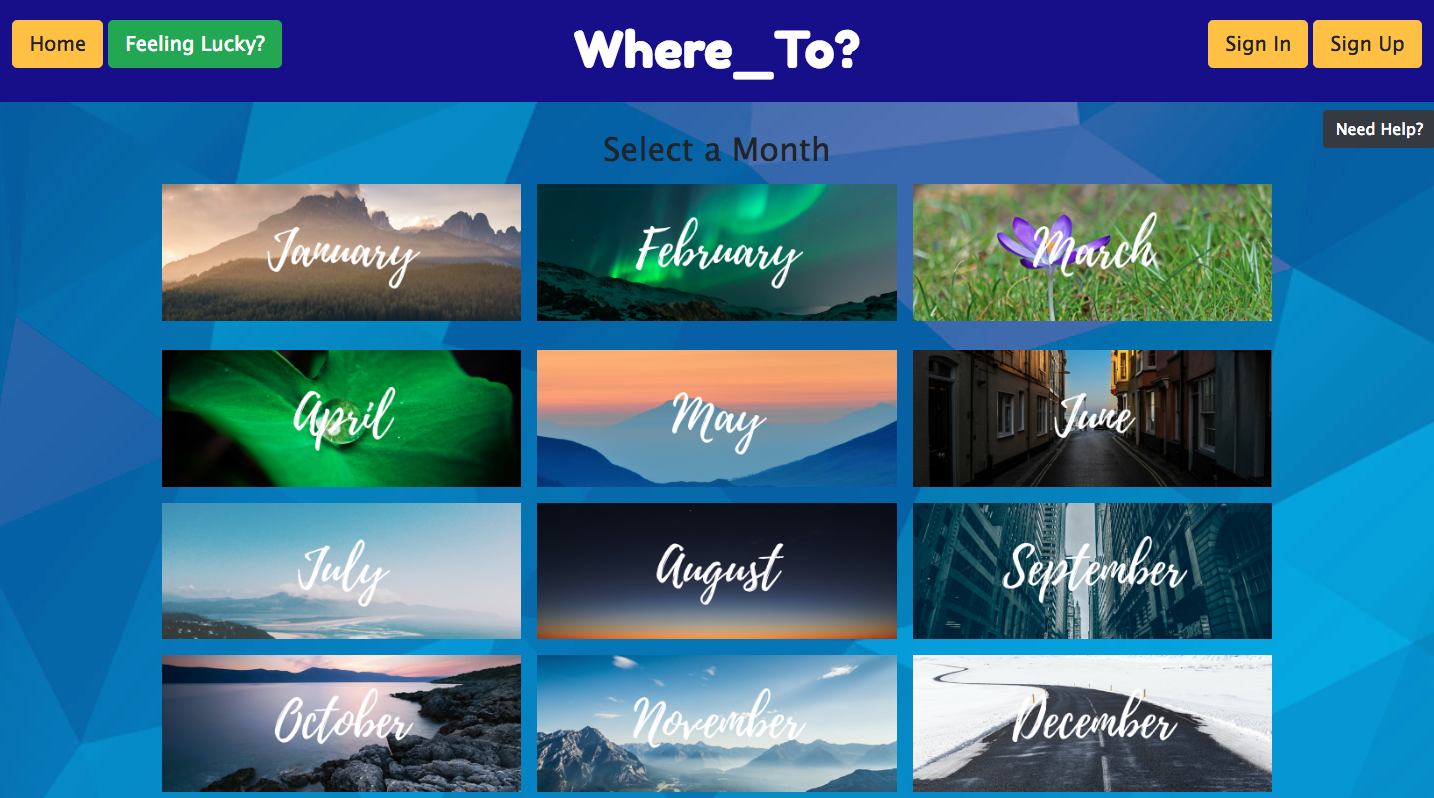 Home Feeling Lucky? Where_To? Sign In Sign Up
Need Help?
Select a Month
January February March
April May June
July August September
October November December